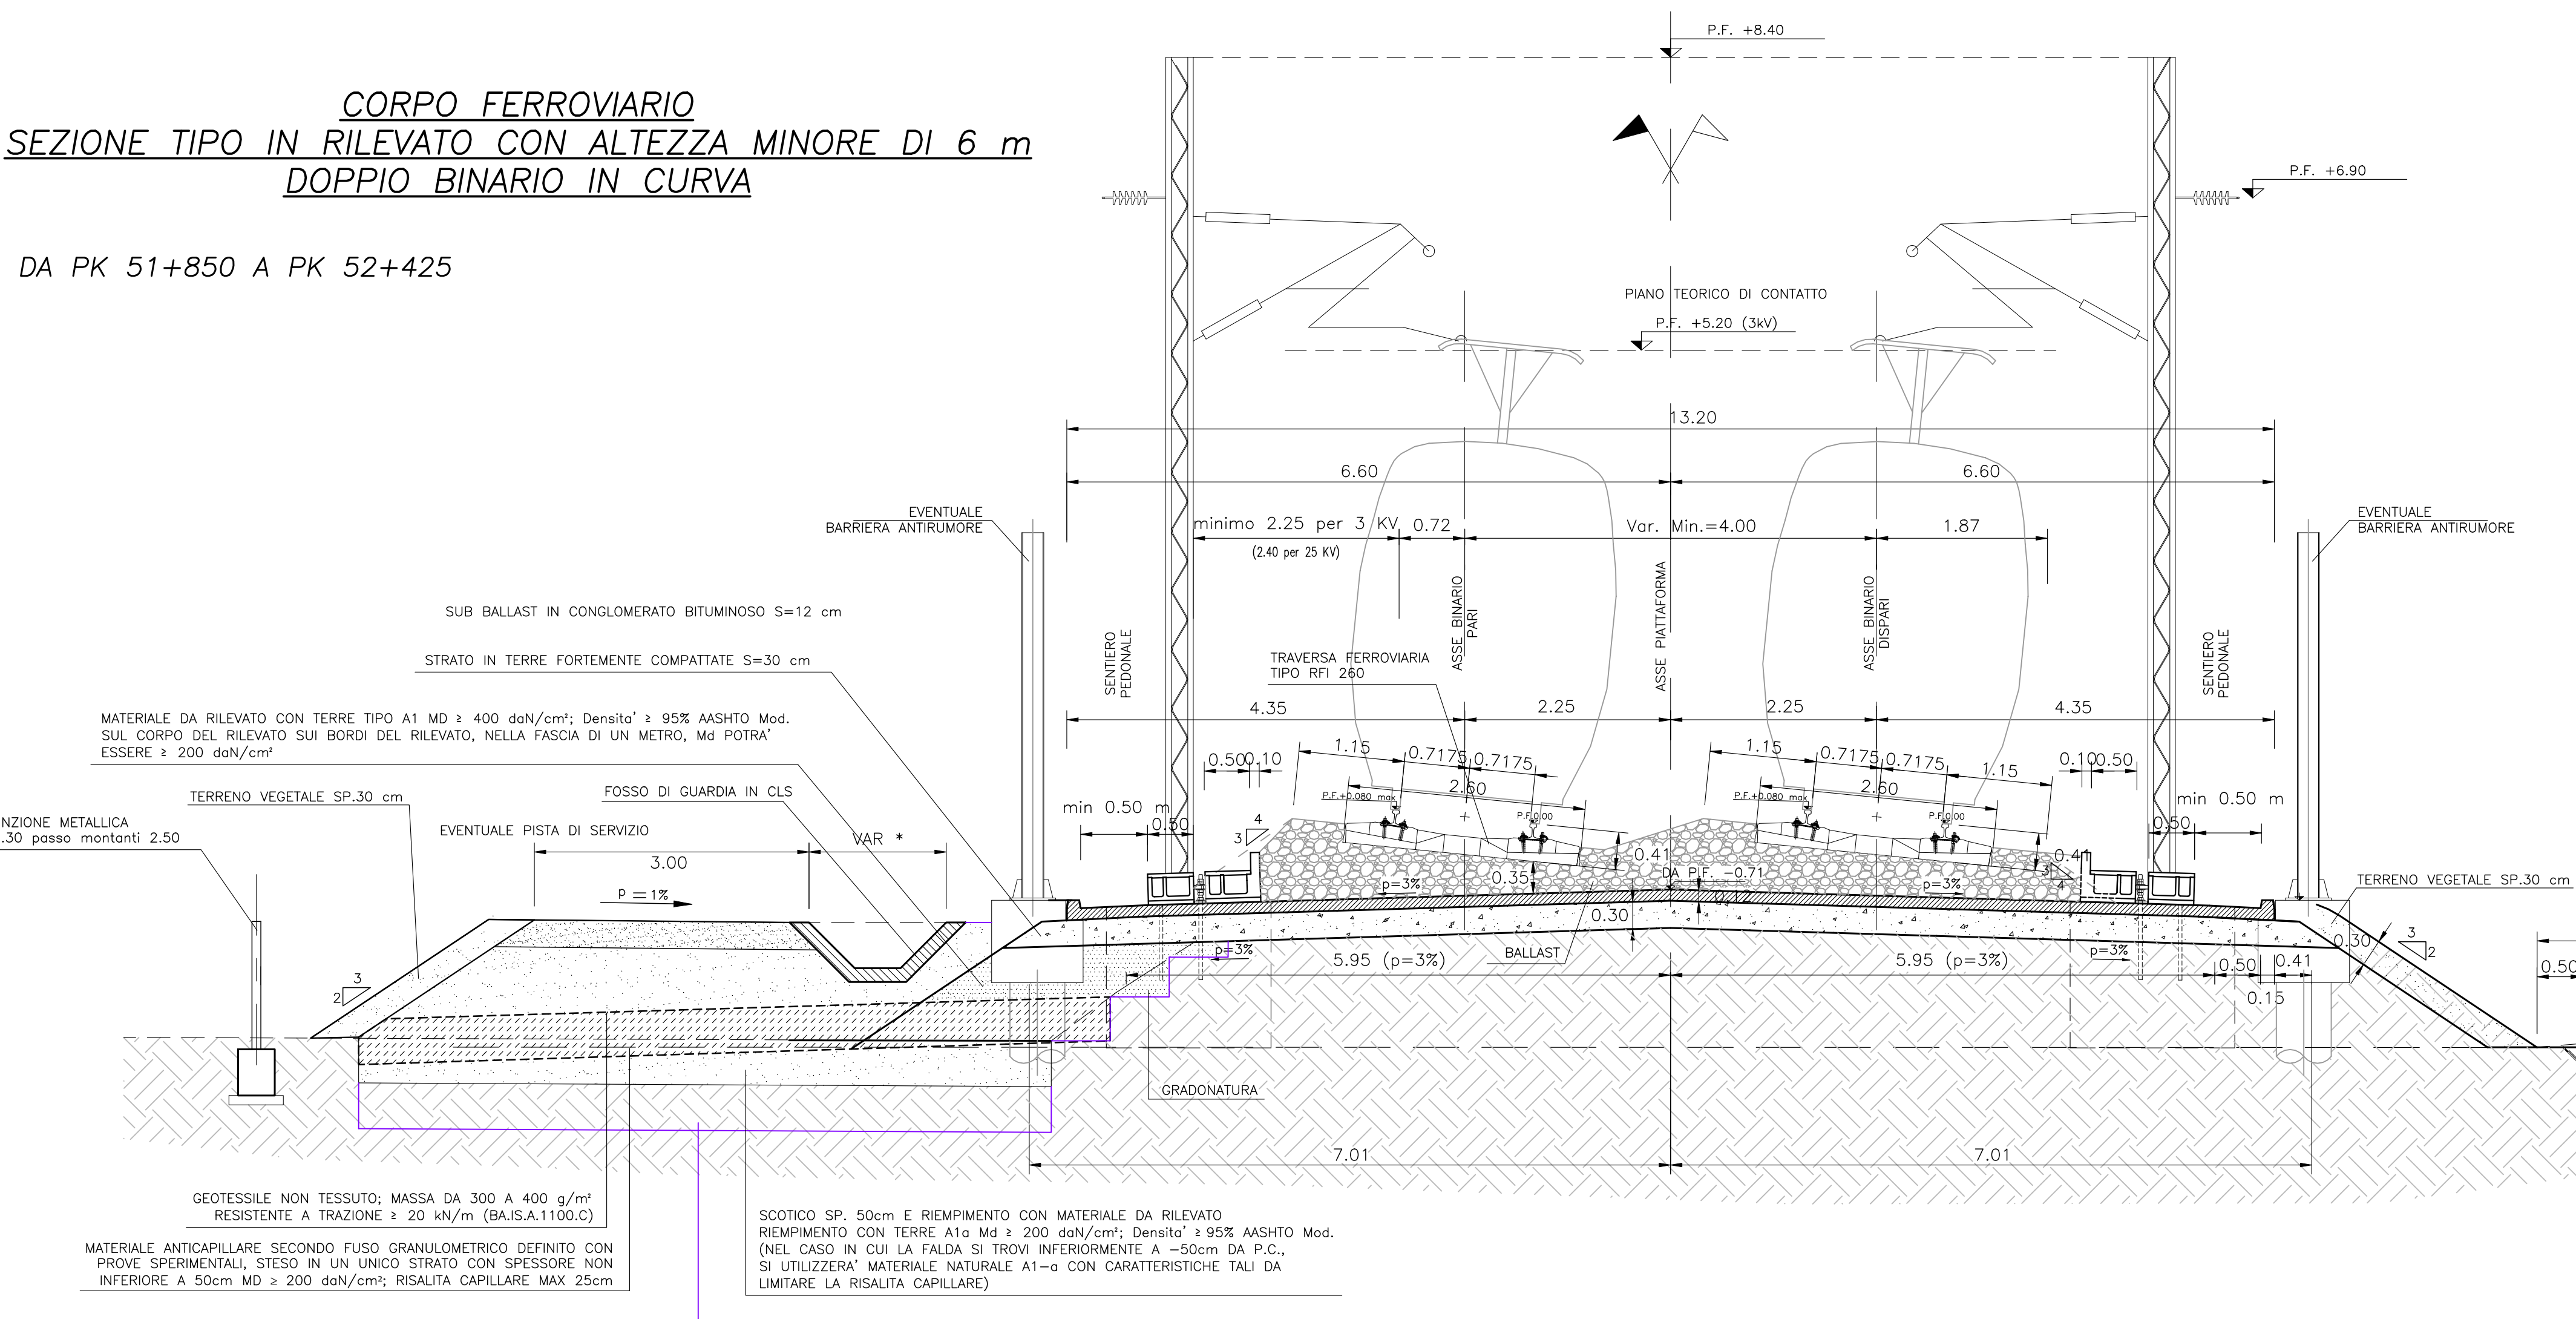 CORPO FERROVIARIO
SEZIONE TIPO IN RILEVATO CON ALTEZZA MINORE DI 6 m
DOPPIO BINARIO IN CURVA
DA PK 51+850 A PK 52+425
P.F. +8.40
P.F. +6.90
PIANO TEORICO DI CONTATTO
P.F. +5.20 (3kV)
13.20
6.60
6.60
minimo 2.25 per 3 KV
(2.40 per 25 KV)
0.72
Var. Min.=4.00
1.87
EVENTUALE
BARRIERA ANTIRUMORE
EVENTUALE
BARRIERA ANTIRUMORE
SENTIERO
PEDONALE
ASSE BINARIO
PARI
ASSE PIATTAFORMA
ASSE BINARIO
DISPARI
SENTIERO
PEDONALE
TRAVERSA FERROVIARIA
TIPO RFI 260
SUB BALLAST IN CONGLOMERATO BITUMINOSO S=12 cm
STRATO IN TERRE FORTEMENTE COMPATTATE S=30 cm
MATERIALE DA RILEVATO CON TERRE TIPO A1 MD ≥ 400 daN/cm²; Densita' ≥ 95% AASHTO Mod.
SUL CORPO DEL RILEVATO SUI BORDI DEL RILEVATO, NELLA FASCIA DI UN METRO, Md POTRA'
ESSERE ≥ 200 daN/cm²
4.35
2.25
2.25
4.35
0.50
0.10
1.15
0.7175
0.7175
2.60
1.15
0.7175
0.7175
1.15
2.60
0.10
0.50
P.F.+0.080 max
P.F.0.00
P.F.+0.080 max
P.F.0.00
TERRENO VEGETALE SP.30 cm
FOSSO DI GUARDIA IN CLS
NZIONE METALLICA
.30 passo montanti 2.50
EVENTUALE PISTA DI SERVIZIO
3.00
VAR *
p =1%
min 0.50 m
0.50
4
3
min 0.50 m
0.50
0.41
0.35
DA P.F. -0.71
0.12
0.30
0.41
3
4
p=3%
p=3%
p=3%
p=3%
5.95 (p=3%)
BALLAST
5.95 (p=3%)
0.50
0.41
0.15
0.30
3
2
0.50
TERRENO VEGETALE SP.30 cm
3
2
GRADONATURA
7.01
7.01
GEOTESSILE NON TESSUTO; MASSA DA 300 A 400 g/m²
RESISTENTE A TRAZIONE ≥ 20 kN/m (BA.IS.A.1100.C)
MATERIALE ANTICAPILLARE SECONDO FUSO GRANULOMETRICO DEFINITO CON
PROVE SPERIMENTALI, STESO IN UN UNICO STRATO CON SPESSORE NON
INFERIORE A 50cm MD ≥ 200 daN/cm²; RISALITA CAPILLARE MAX 25cm
SCOTICO SP. 50cm E RIEMPIMENTO CON MATERIALE DA RILEVATO
RIEMPIMENTO CON TERRE A1a Md ≥ 200 daN/cm²; Densita' ≥ 95% AASHTO Mod.
(NEL CASO IN CUI LA FALDA SI TROVI INFERIORMENTE A -50cm DA P.C.,
SI UTILIZZERA' MATERIALE NATURALE A1-a CON CARATTERISTICHE TALI DA
LIMITARE LA RISALITA CAPILLARE)